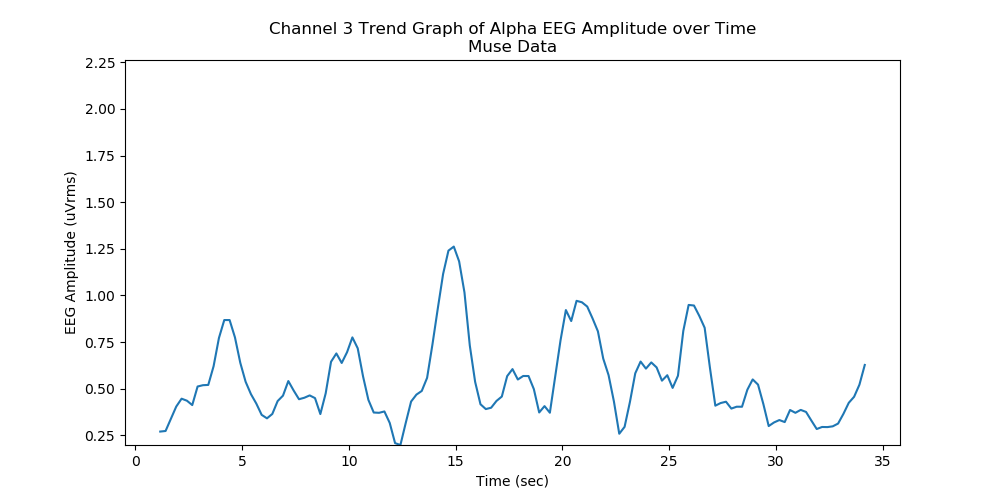 Channel 3 Trend Graph of Alpha EEG Amplitude over Time
Muse Data
2.25
2.00
1.75
1.50
1.25
1.00
0.75
0.50
0.25
EEG Amplitude (uVrms)
0 5 10 15 20 25 30 35
Time (sec)